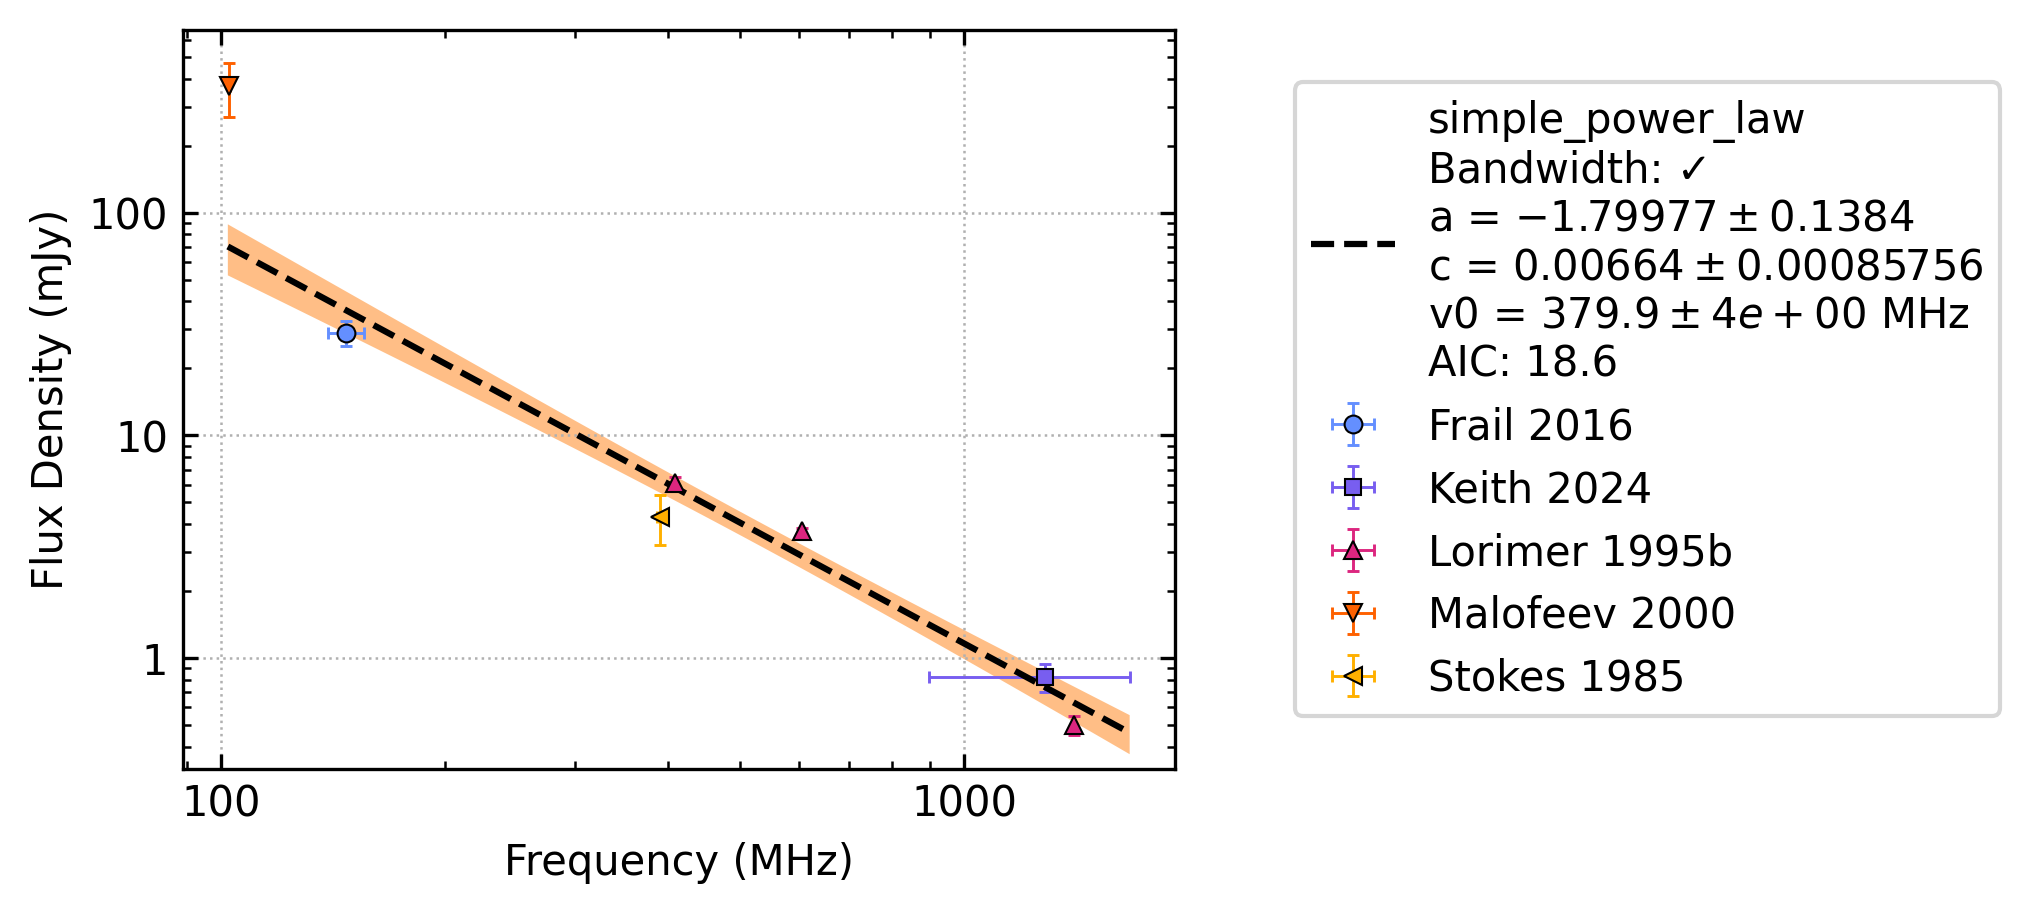 Flux Density (mJy)
100
10
1
100
1000
Frequency (MHz)
simple_power_law
Bandwidth: ✓
a = −1.79977 ± 0.1384
c = 0.00664 ± 0.00085756
v0 = 379.9 ± 4e + 00 MHz
AIC: 18.6
Frail 2016
Keith 2024
Lorimer 1995b
Malofeev 2000
Stokes 1985